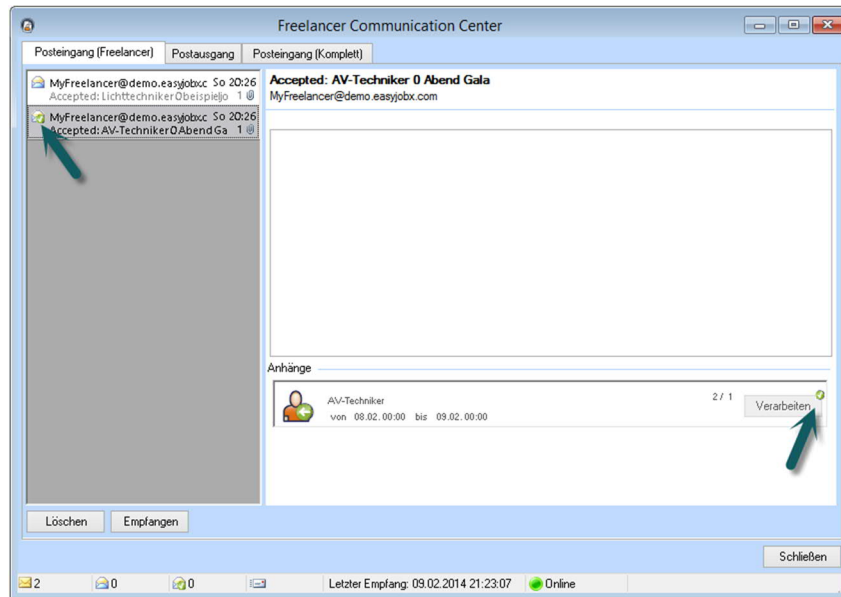 Freelancer Communication Center
Posteingang (Freelancer) Postausgang Posteingang (Komplett)
MyFreelancer@demo.easyjobx.c So 20:26
Accepted: Lichttechniker 0 beispieljo 1
MyFreelancer@demo.easyjobx.c So 20:26
Accepted: AV-Techniker 0 Abend Ga 1
Accepted: AV-Techniker 0 Abend Gala
MyFreelancer@demo.easyjobx.com
Anhänge
AV-Techniker
2 / 1
Verarbeiten
von 08.02. 00:00 bis 09.02. 00:00
Löschen Empfangen
Schließen
2 0 0 Letzter Empfang: 09.02.2014 21:23:07 Online